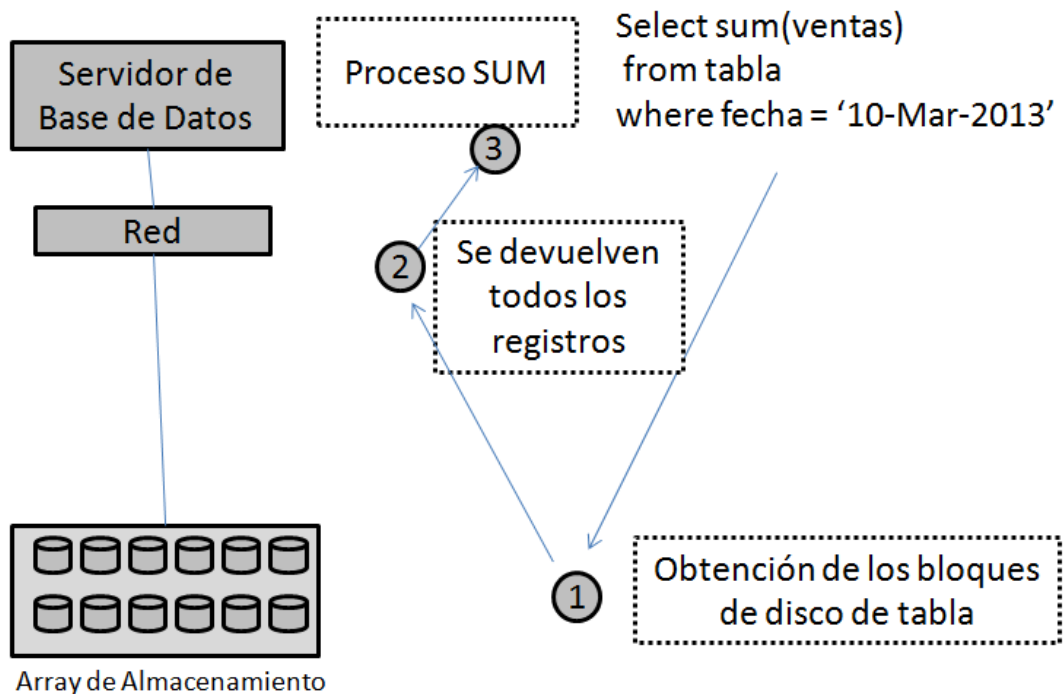 Servidor de
Base de Datos
Red
Array de Almacenamiento
Proceso SUM
3
2
Se devuelven
todos los
registros
Select sum(ventas)
from tabla
where fecha = ‘10-Mar-2013’
1
Obtención de los bloques
de disco de tabla